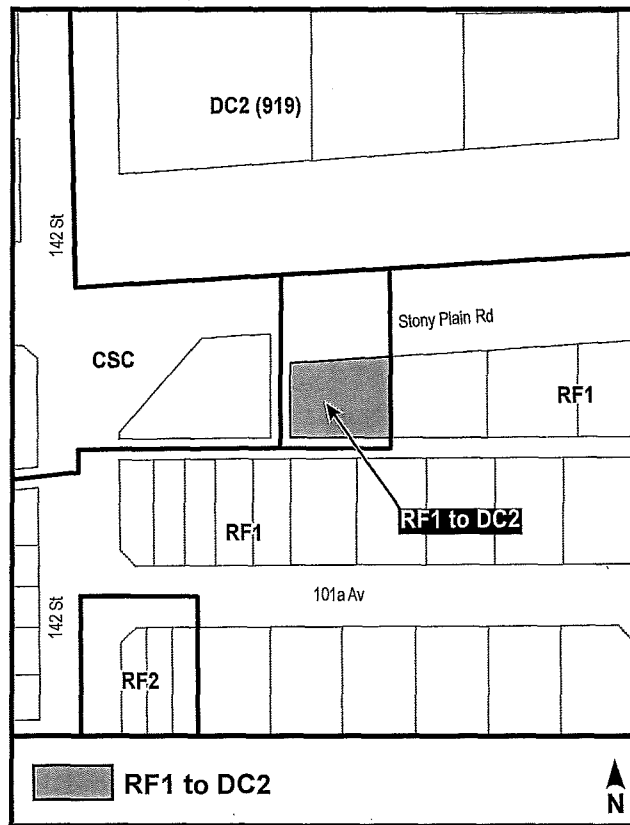 DC2 (919)
142 St
Stony Plain Rd
CSC
RF1
RF1 to DC2
RF1
101a Av
142 St
RF2
RF1 to DC2
N